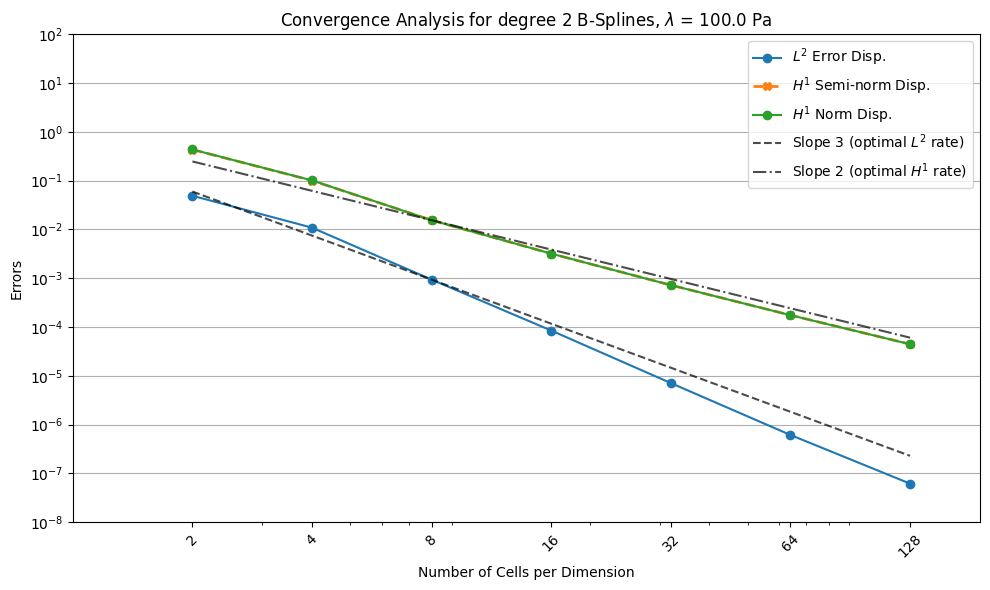 Convergence Analysis for degree 2 B-Splines, λ = 100.0 Pa
10²
10¹
10⁰
10⁻¹
10⁻²
10⁻³
10⁻⁴
10⁻⁵
10⁻⁶
10⁻⁷
10⁻⁸
Errors
L² Error Disp.
H¹ Semi-norm Disp.
H¹ Norm Disp.
Slope 3 (optimal L² rate)
Slope 2 (optimal H¹ rate)
2
4
8
16
32
64
128
Number of Cells per Dimension